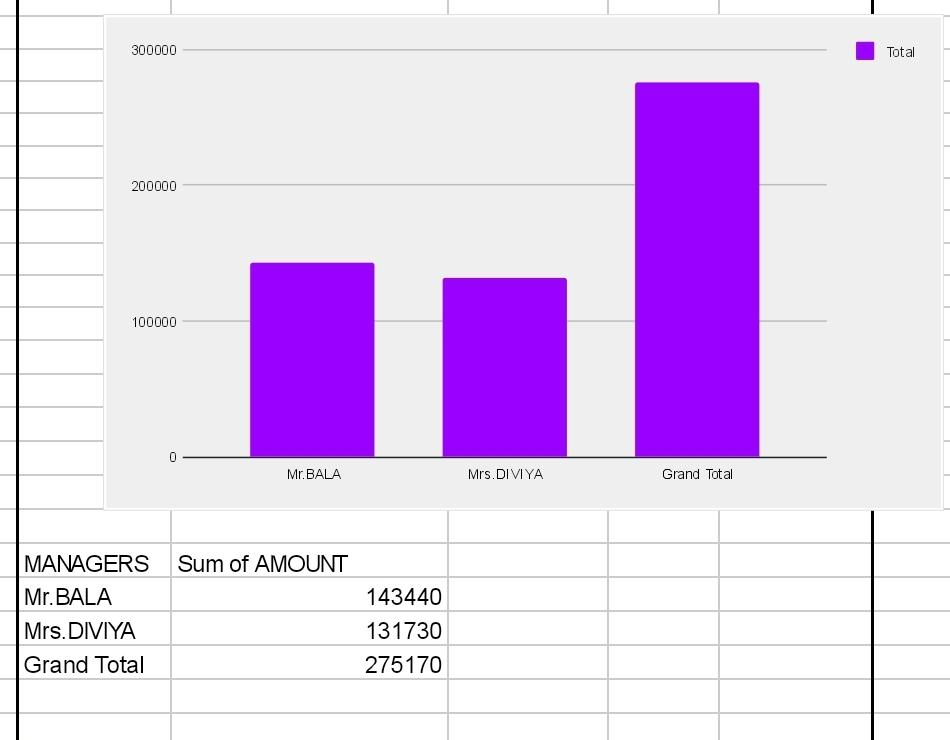 300000
Total
200000
100000
0
Mr.BALA Mrs.DIVIYA Grand Total
MANAGERS Sum of AMOUNT
Mr.BALA 143440
Mrs.DIVIYA 131730
Grand Total 275170